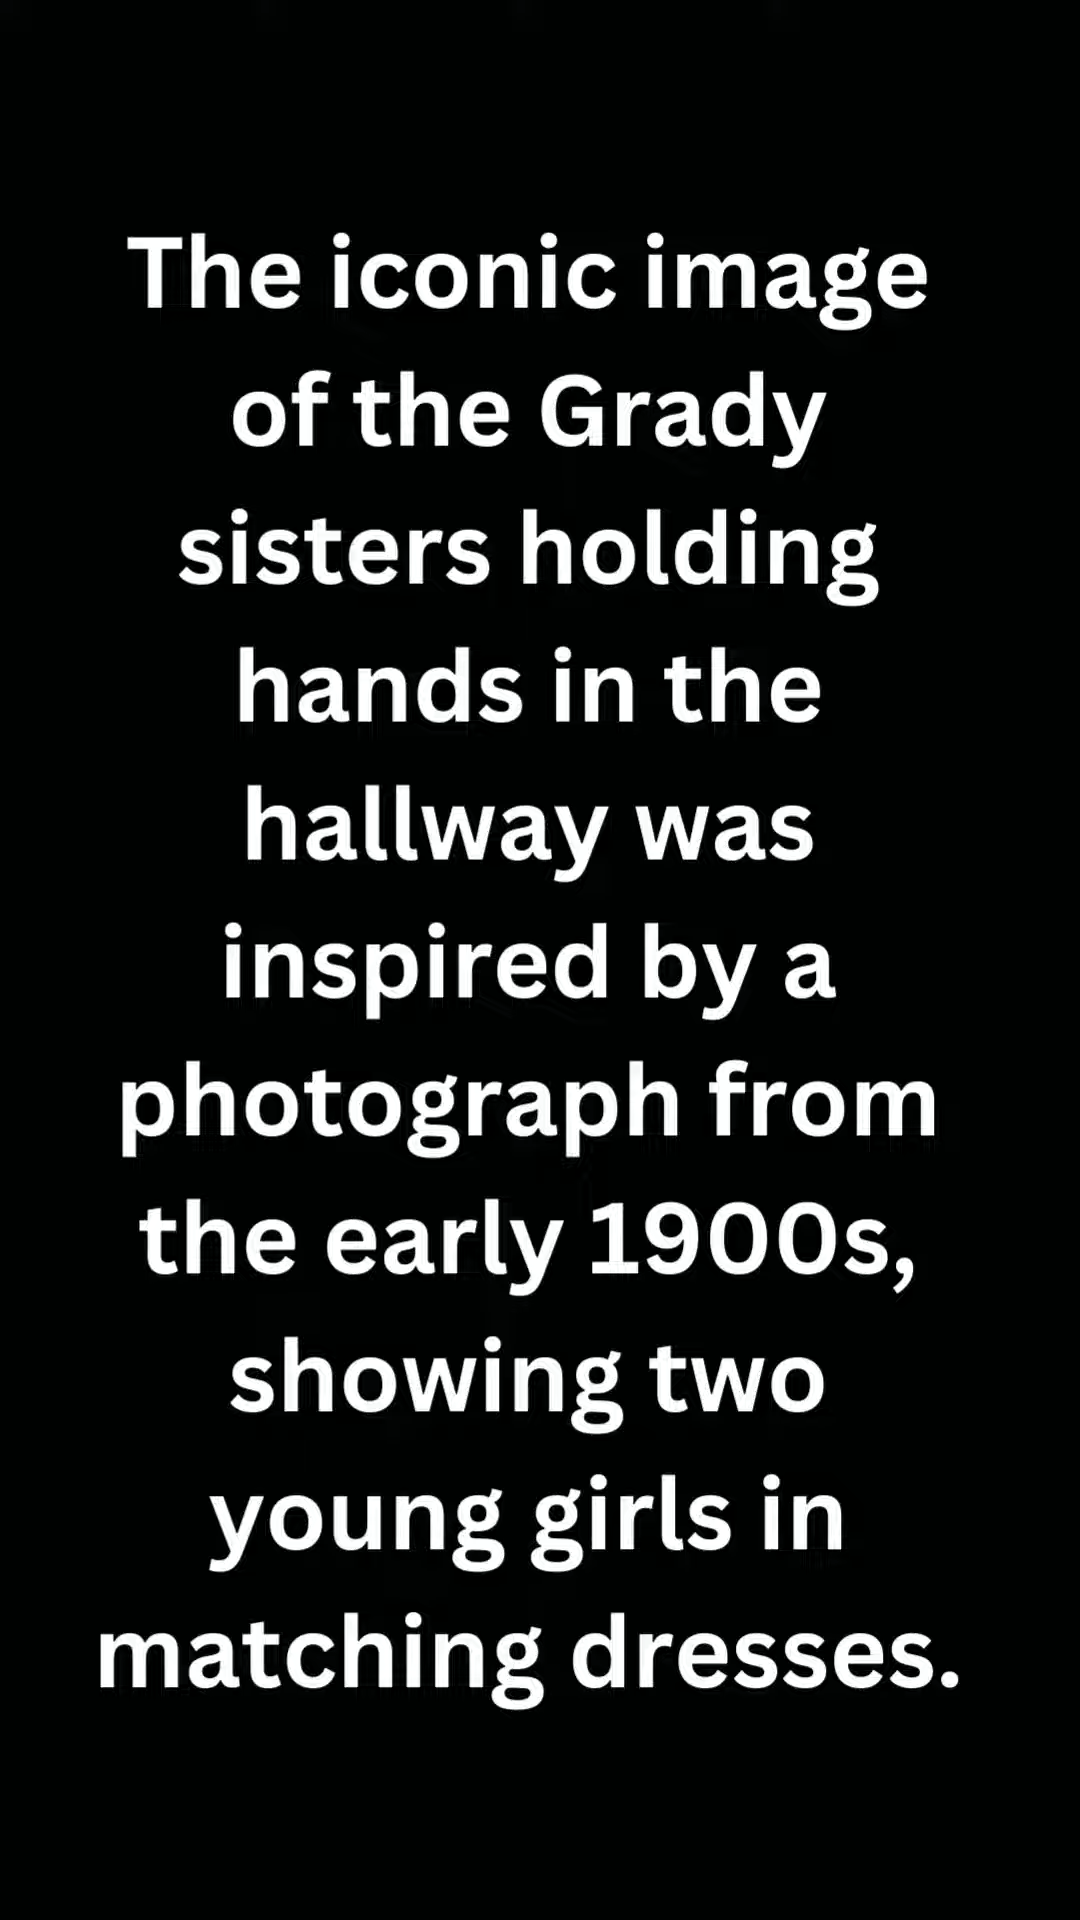 The iconic image
of the Grady
sisters holding
hands in the
hallway was
inspired by a
photograph from
the early 1900s,
showing two
young girls in
matching dresses.